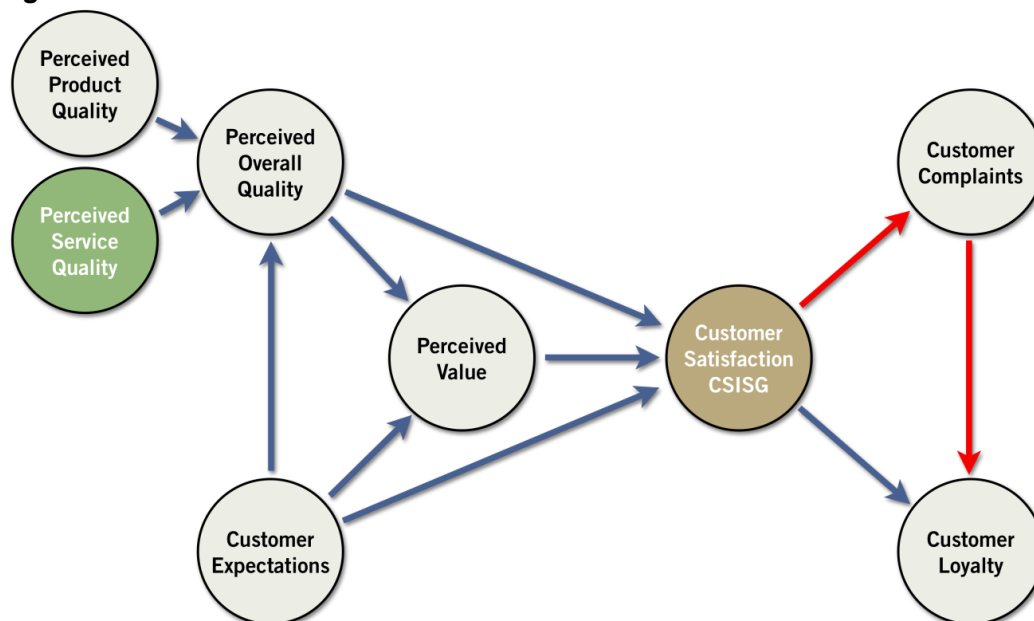 Perceived
Product
Quality
Perceived
Overall
Quality
Perceived
Service
Quality
Customer
Complaints
Perceived
Value
Customer
Satisfaction
CSISG
Customer
Expectations
Customer
Loyalty